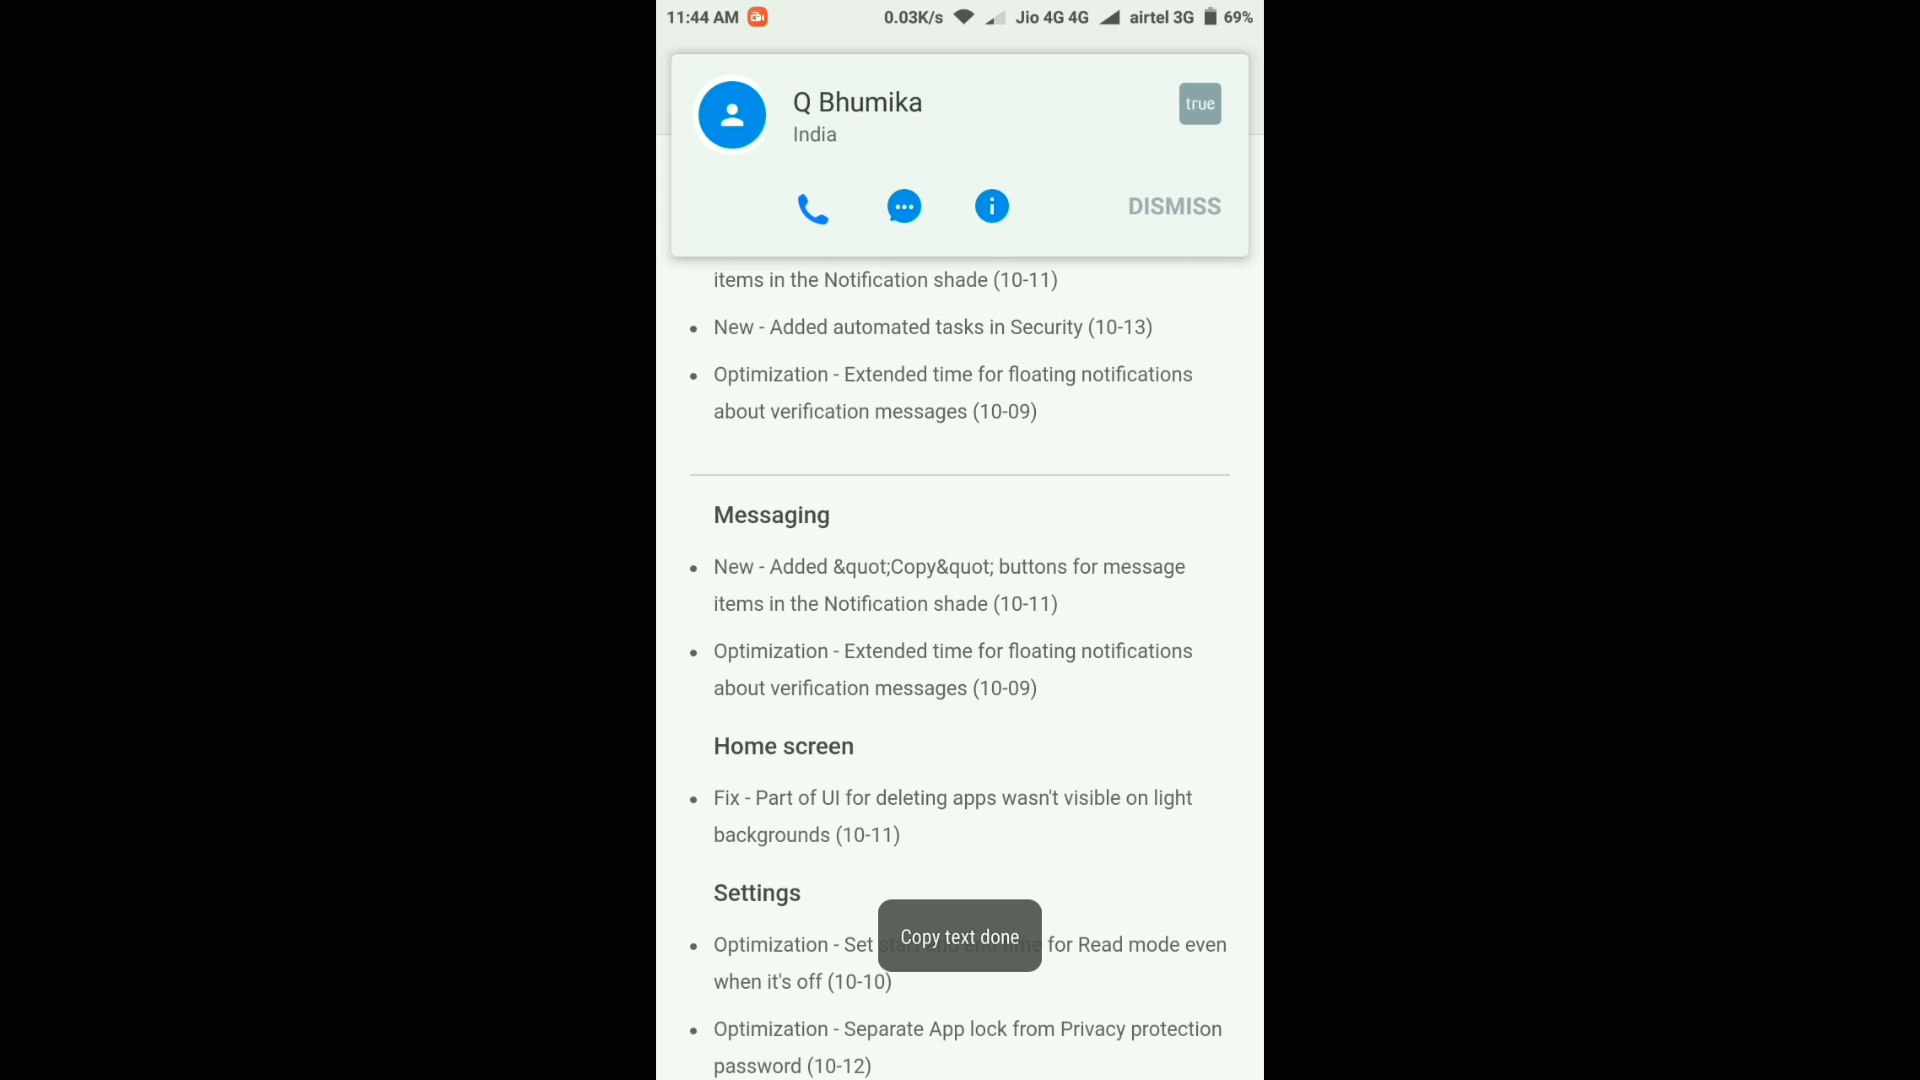 11:44 AM 0.03K/s Jio 4G 4G airtel 3G 69%
Q Bhumika
true
India
DISMISS
items in the Notification shade (10-11)
• New - Added automated tasks in Security (10-13)
• Optimization - Extended time for floating notifications
about verification messages (10-09)
Messaging
• New - Added &quot;Copy&quot; buttons for message
items in the Notification shade (10-11)
• Optimization - Extended time for floating notifications
about verification messages (10-09)
Home screen
• Fix - Part of UI for deleting apps wasn't visible on light
backgrounds (10-11)
Settings
• Optimization - Set for Read mode even
Copy text done
when it's off (10-10)
• Optimization - Separate App lock from Privacy protection
password (10-12)